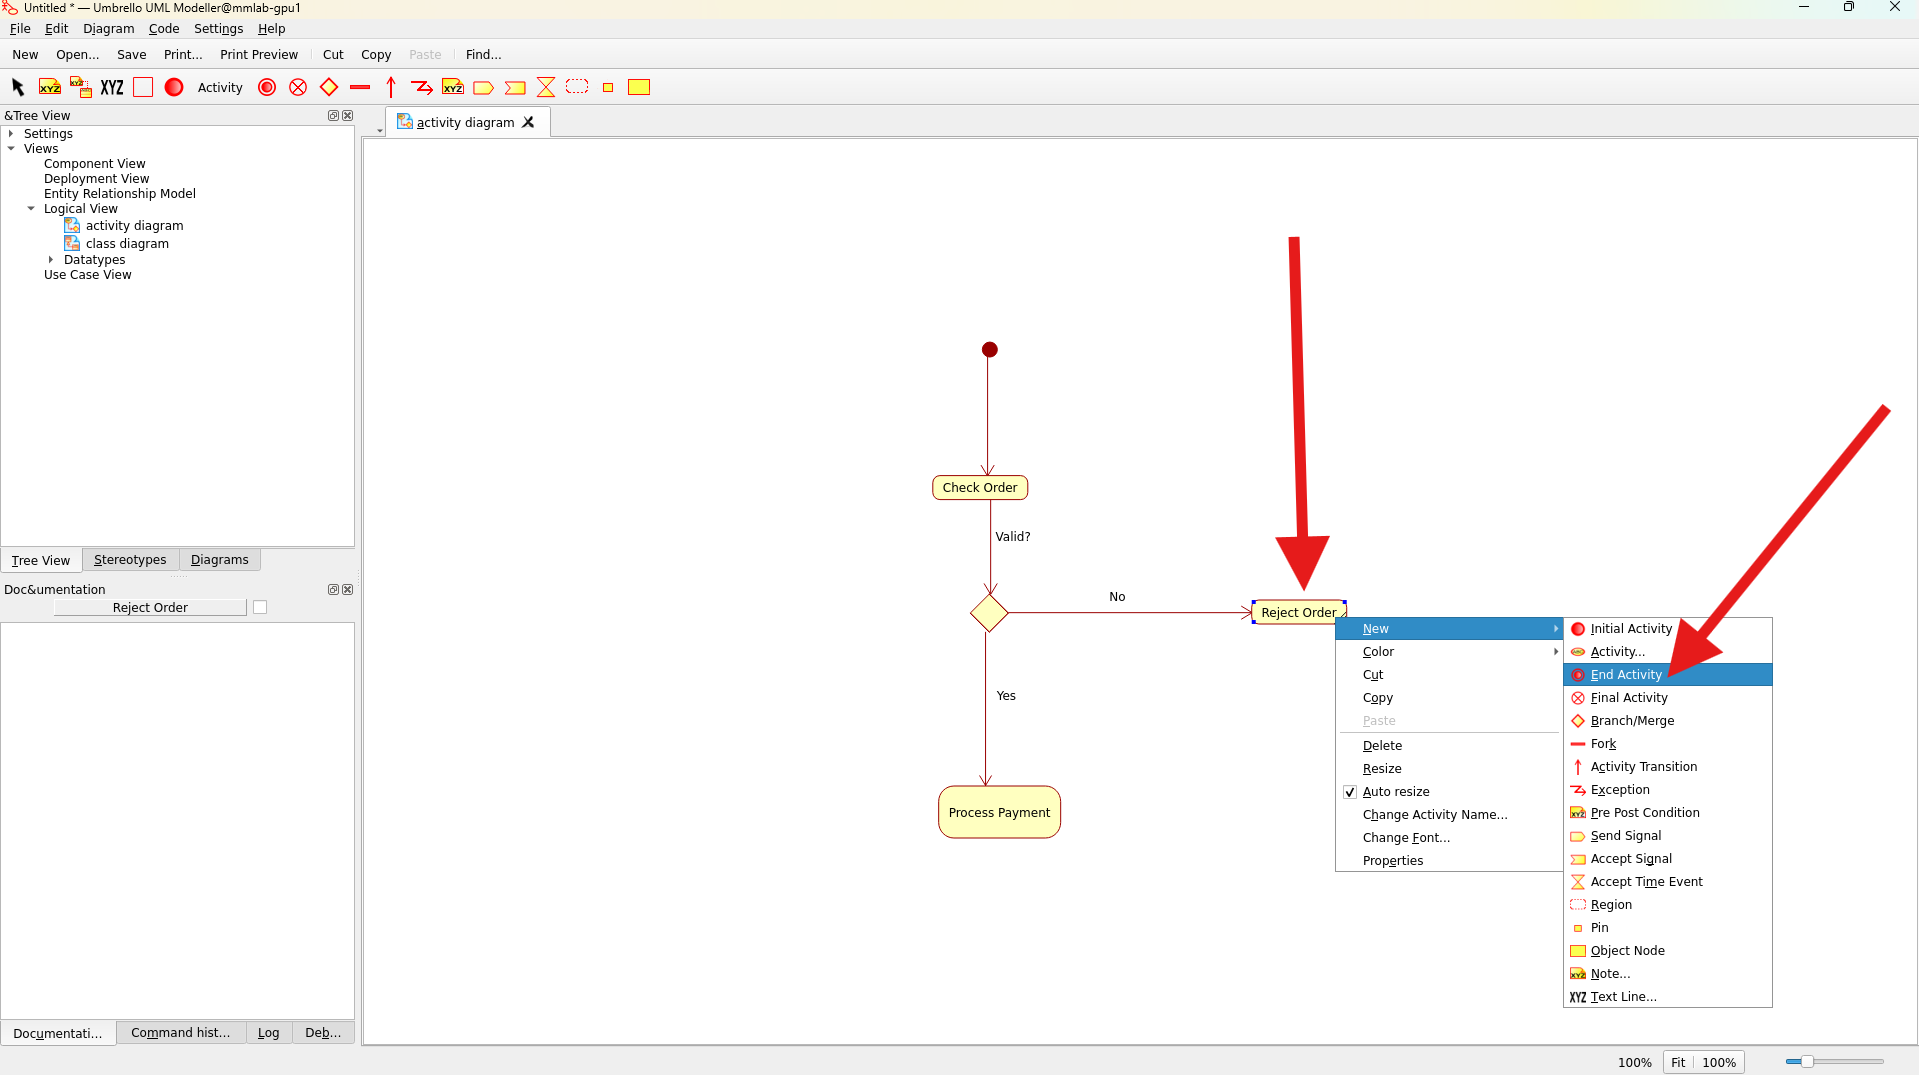 Untitled * — Umbrello UML Modeller@mmlab-gpu1
File Edit Diagram Code Settings Help
New Open... Save Print... Print Preview Cut Copy Paste Find...
XYZ XYZ XYZ Activity XYZ
&Tree View
activity diagram
Settings
Views
Component View
Deployment View
Entity Relationship Model
Logical View
activity diagram
class diagram
Datatypes
Use Case View
Tree View Stereotypes Diagrams
Doc&umentation
Reject Order
Documentati... Command hist... Log Deb...
Check Order
Valid?
No
Reject Order
Yes
Process Payment
New
Color
Cut
Copy
Paste
Delete
Resize
Auto resize
Change Activity Name...
Change Font...
Properties
Initial Activity
Activity...
End Activity
Final Activity
Branch/Merge
Fork
Activity Transition
Exception
Pre Post Condition
Send Signal
Accept Signal
Accept Time Event
Region
Pin
Object Node
Note...
XYZ Text Line...
100% Fit 100%